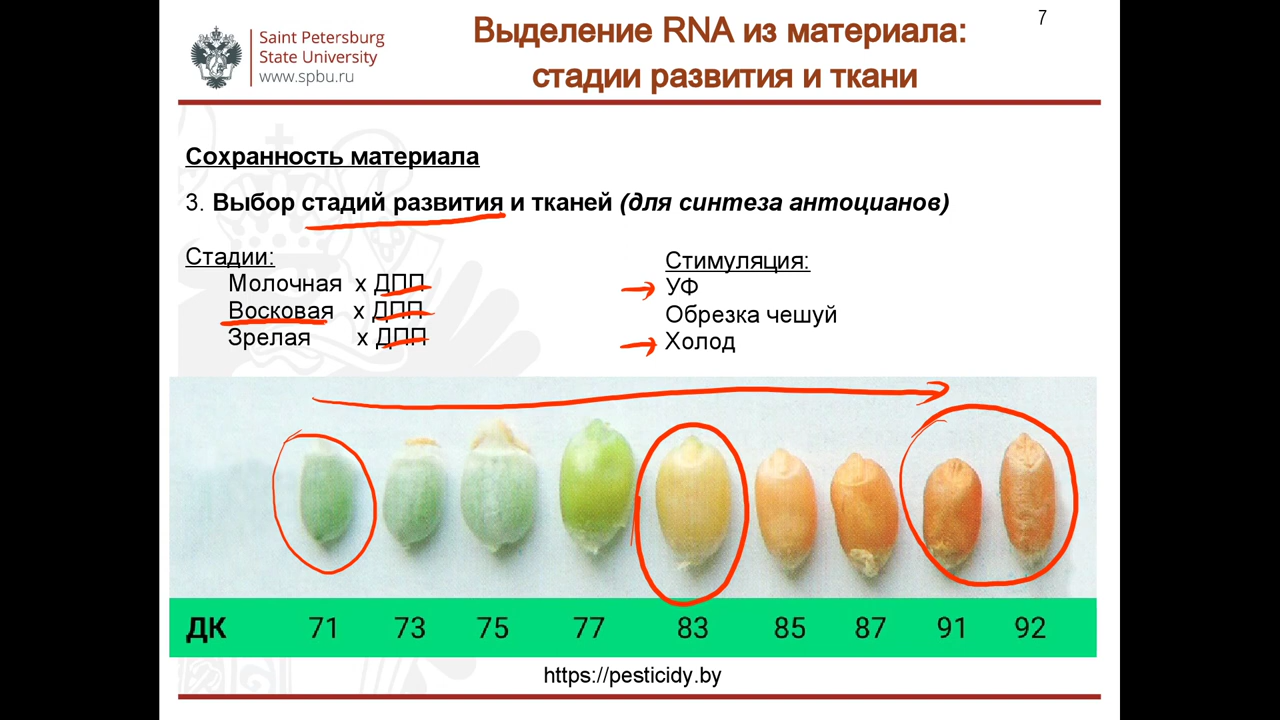 7
Saint Petersburg
State University
www.spbu.ru
Выделение RNA из материала:
стадии развития и ткани
Сохранность материала
3. Выбор стадий развития и тканей (для синтеза антоцианов)
Стадии:
Молочная х ДПП
Восковая х ДПП
Зрелая х ДПП
Стимуляция:
УФ
Обрезка чешуй
Холод
ДК 71 73 75 77 83 85 87 91 92
https://pesticidy.by